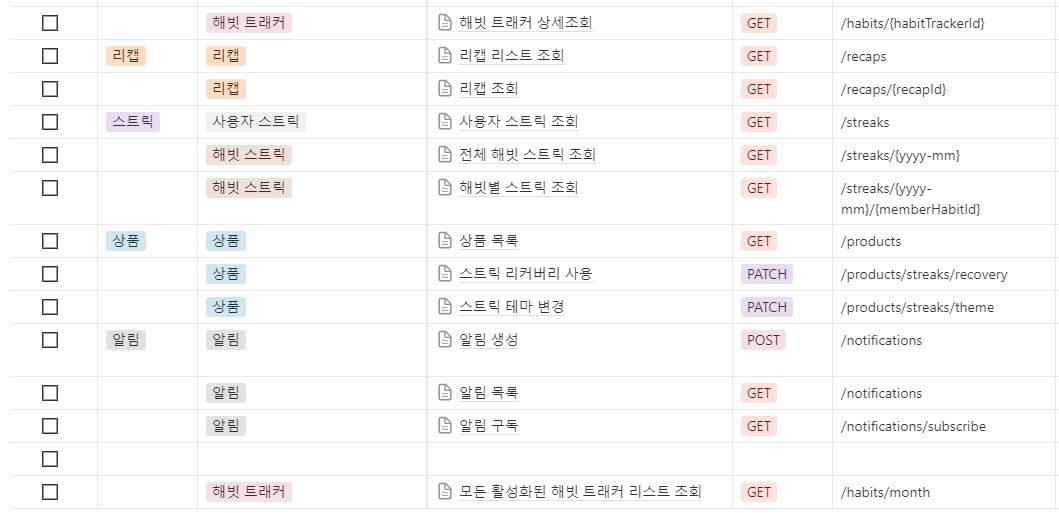 해빗 트래커 해빗 트래커 상세조회 GET /habits/{habitTrackerId}
리캡 리캡 리캡 리스트 조회 GET /recaps
리캡 리캡 조회 GET /recaps/{recapId}
스트릭 사용자 스트릭 사용자 스트릭 조회 GET /streaks
해빗 스트릭 전체 해빗 스트릭 조회 GET /streaks/{yyyy-mm}
해빗 스트릭 해빗별 스트릭 조회 GET /streaks/{yyyy-
mm}/{memberHabitId}
상품 상품 상품 목록 GET /products
상품 스트릭 리커버리 사용 PATCH /products/streaks/recovery
상품 스트릭 테마 변경 PATCH /products/streaks/theme
알림 알림 알림 생성 POST /notifications
알림 알림 목록 GET /notifications
알림 알림 구독 GET /notifications/subscribe
해빗 트래커 모든 활성화된 해빗 트래커 리스트 조회 GET /habits/month